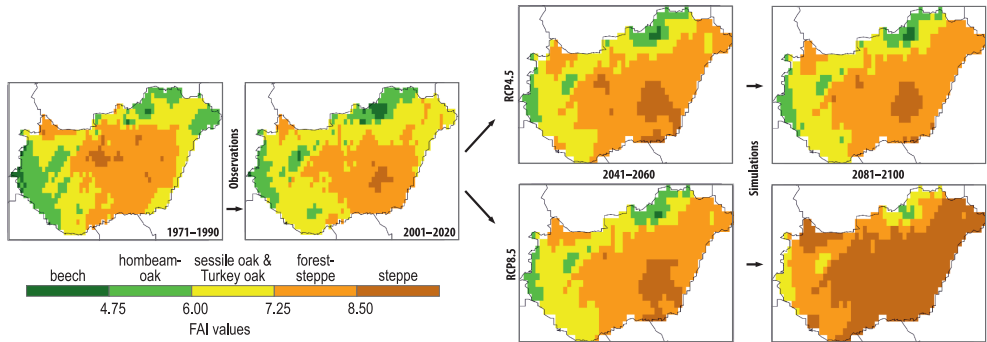 RCP4.5
Observations
1971–1990
2001–2020
2041–2060
Simulations
2081–2100
RCP8.5
beech
hombeam-
oak
sessile oak &
Turkey oak
forest-
steppe
steppe
4.75 6.00 7.25 8.50
FAI values